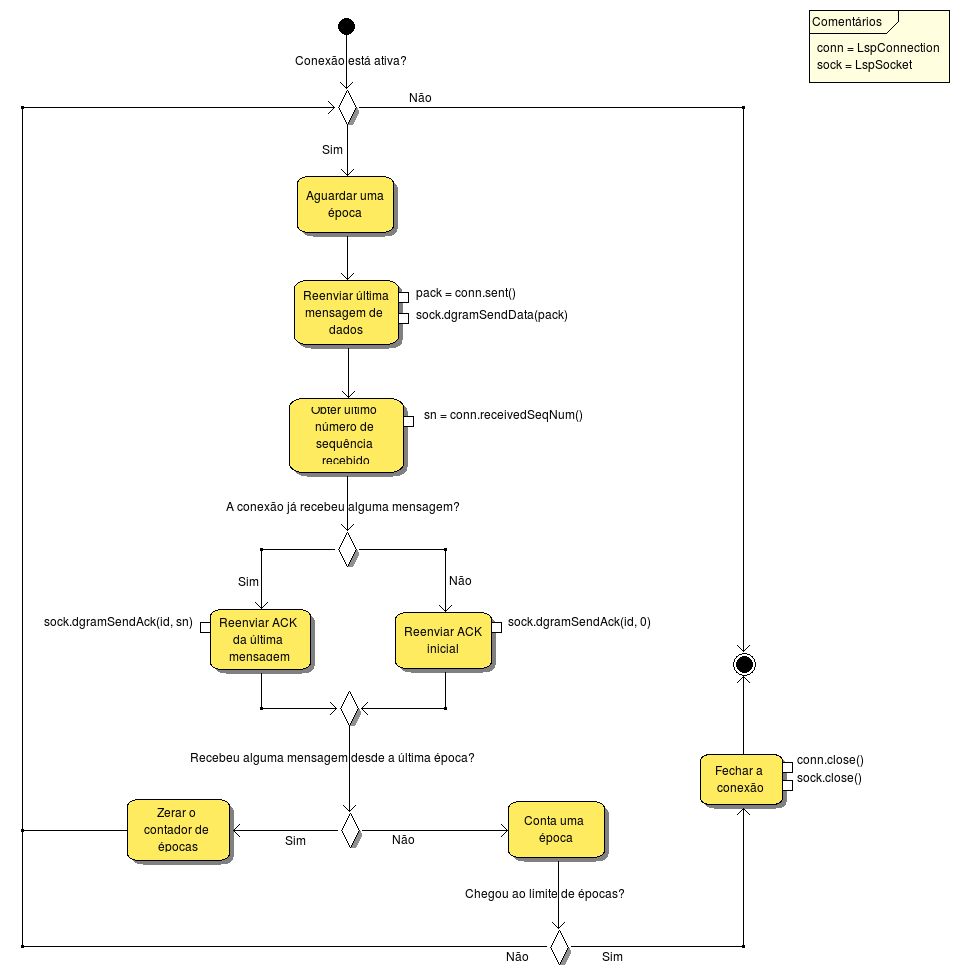 Comentários
conn = LspConnection
sock = LspSocket
Conexão está ativa?
Não
Sim
Aguardar uma
época
Reenviar última
mensagem de
dados
pack = conn.sent()
sock.dgramSendData(pack)
Obter último
número de
sequência
recebido
sn = conn.receivedSeqNum()
A conexão já recebeu alguma mensagem?
Sim
Não
sock.dgramSendAck(id, sn)
Reenviar ACK
da última
mensagem
Reenviar ACK
inicial
sock.dgramSendAck(id, 0)
Recebeu alguma mensagem desde a última época?
Fechar a
conexão
conn.close()
sock.close()
Zerar o
contador de
épocas
Sim
Não
Conta uma
época
Chegou ao limite de épocas?
Não
Sim